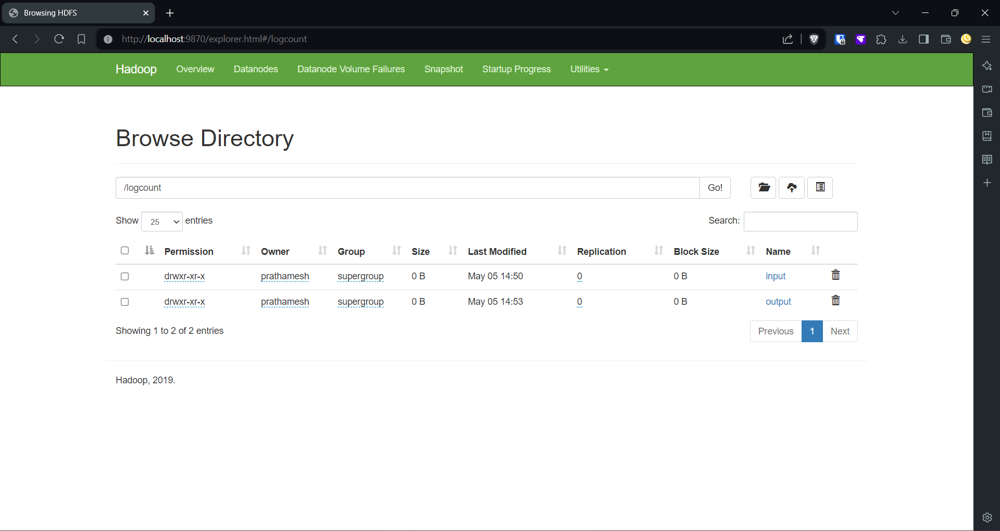 Browsing HDFS
http://localhost:9870/explorer.html#/logcount
Hadoop Overview Datanodes Datanode Volume Failures Snapshot Startup Progress Utilities
Browse Directory
/logcount Go!
Show 25 entries Search:
Permission Owner Group Size Last Modified Replication Block Size Name
drwxr-xr-x prathamesh supergroup 0 B May 05 14:50 0 0 B input
drwxr-xr-x prathamesh supergroup 0 B May 05 14:53 0 0 B output
Showing 1 to 2 of 2 entries Previous 1 Next
Hadoop, 2019.